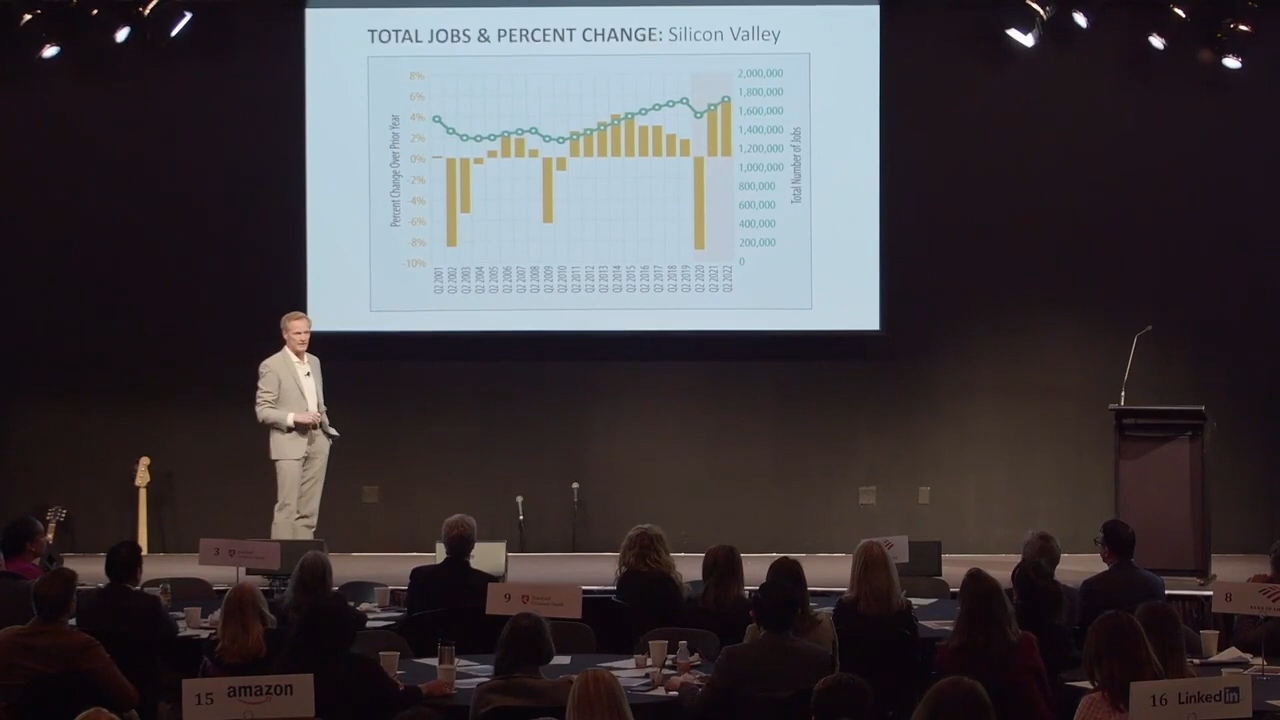 TOTAL JOBS & PERCENT CHANGE: Silicon Valley
8%
6%
4%
2%
0%
-2%
-4%
-6%
-8%
-10%
Percent Change Over Prior Year
2,000,000
1,800,000
1,600,000
1,400,000
1,200,000
1,000,000
800,000
600,000
400,000
200,000
0
Total Number of Jobs
Q2 2001
Q2 2002
Q2 2003
Q2 2004
Q2 2005
Q2 2006
Q2 2007
Q2 2008
Q2 2009
Q2 2010
Q2 2011
Q2 2012
Q2 2013
Q2 2014
Q2 2015
Q2 2016
Q2 2017
Q2 2018
Q2 2019
Q2 2020
Q2 2021
Q2 2022
3
9
8
15 amazon
16 LinkedIn